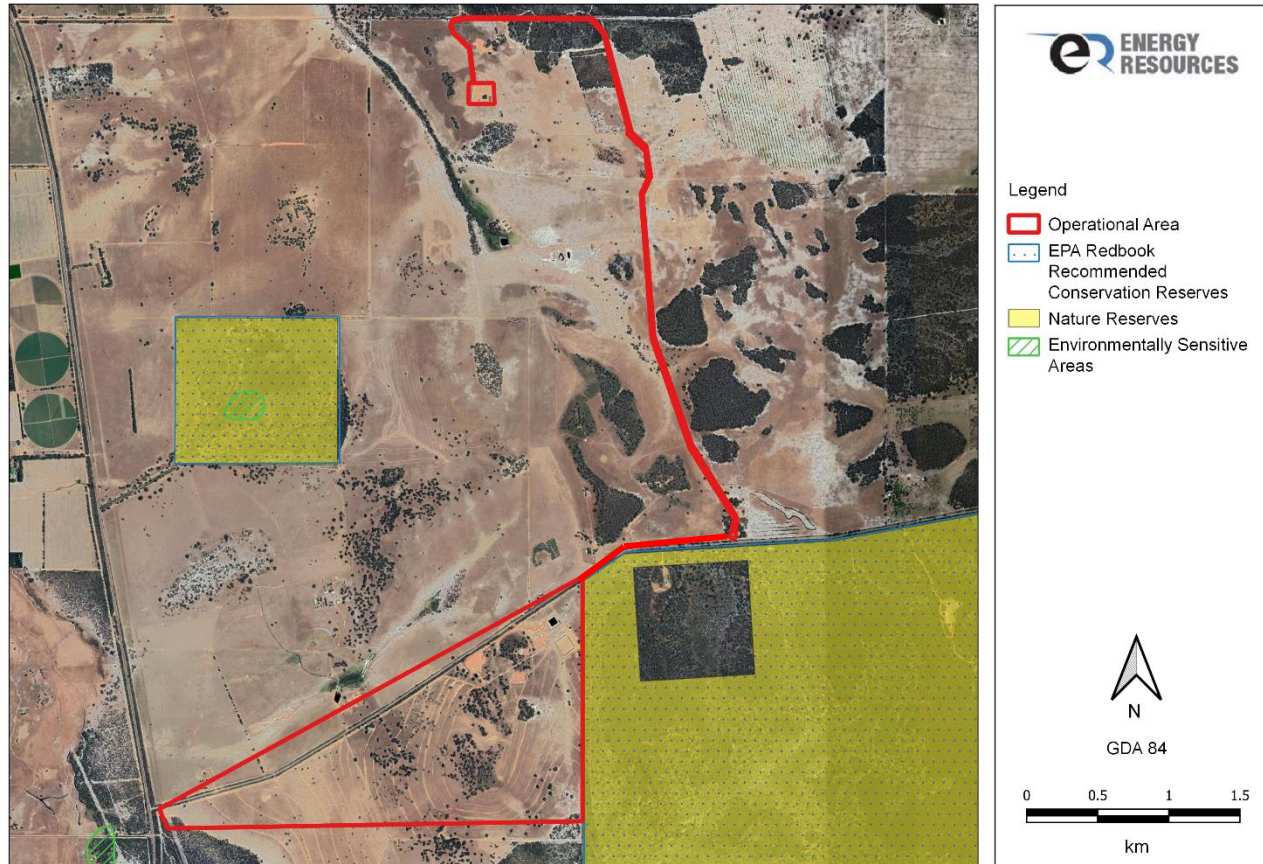 ER ENERGY
RESOURCES
Legend
Operational Area
EPA Redbook
Recommended
Conservation Reserves
Nature Reserves
Environmentally Sensitive
Areas
N
GDA 84
0 0.5 1 1.5
km